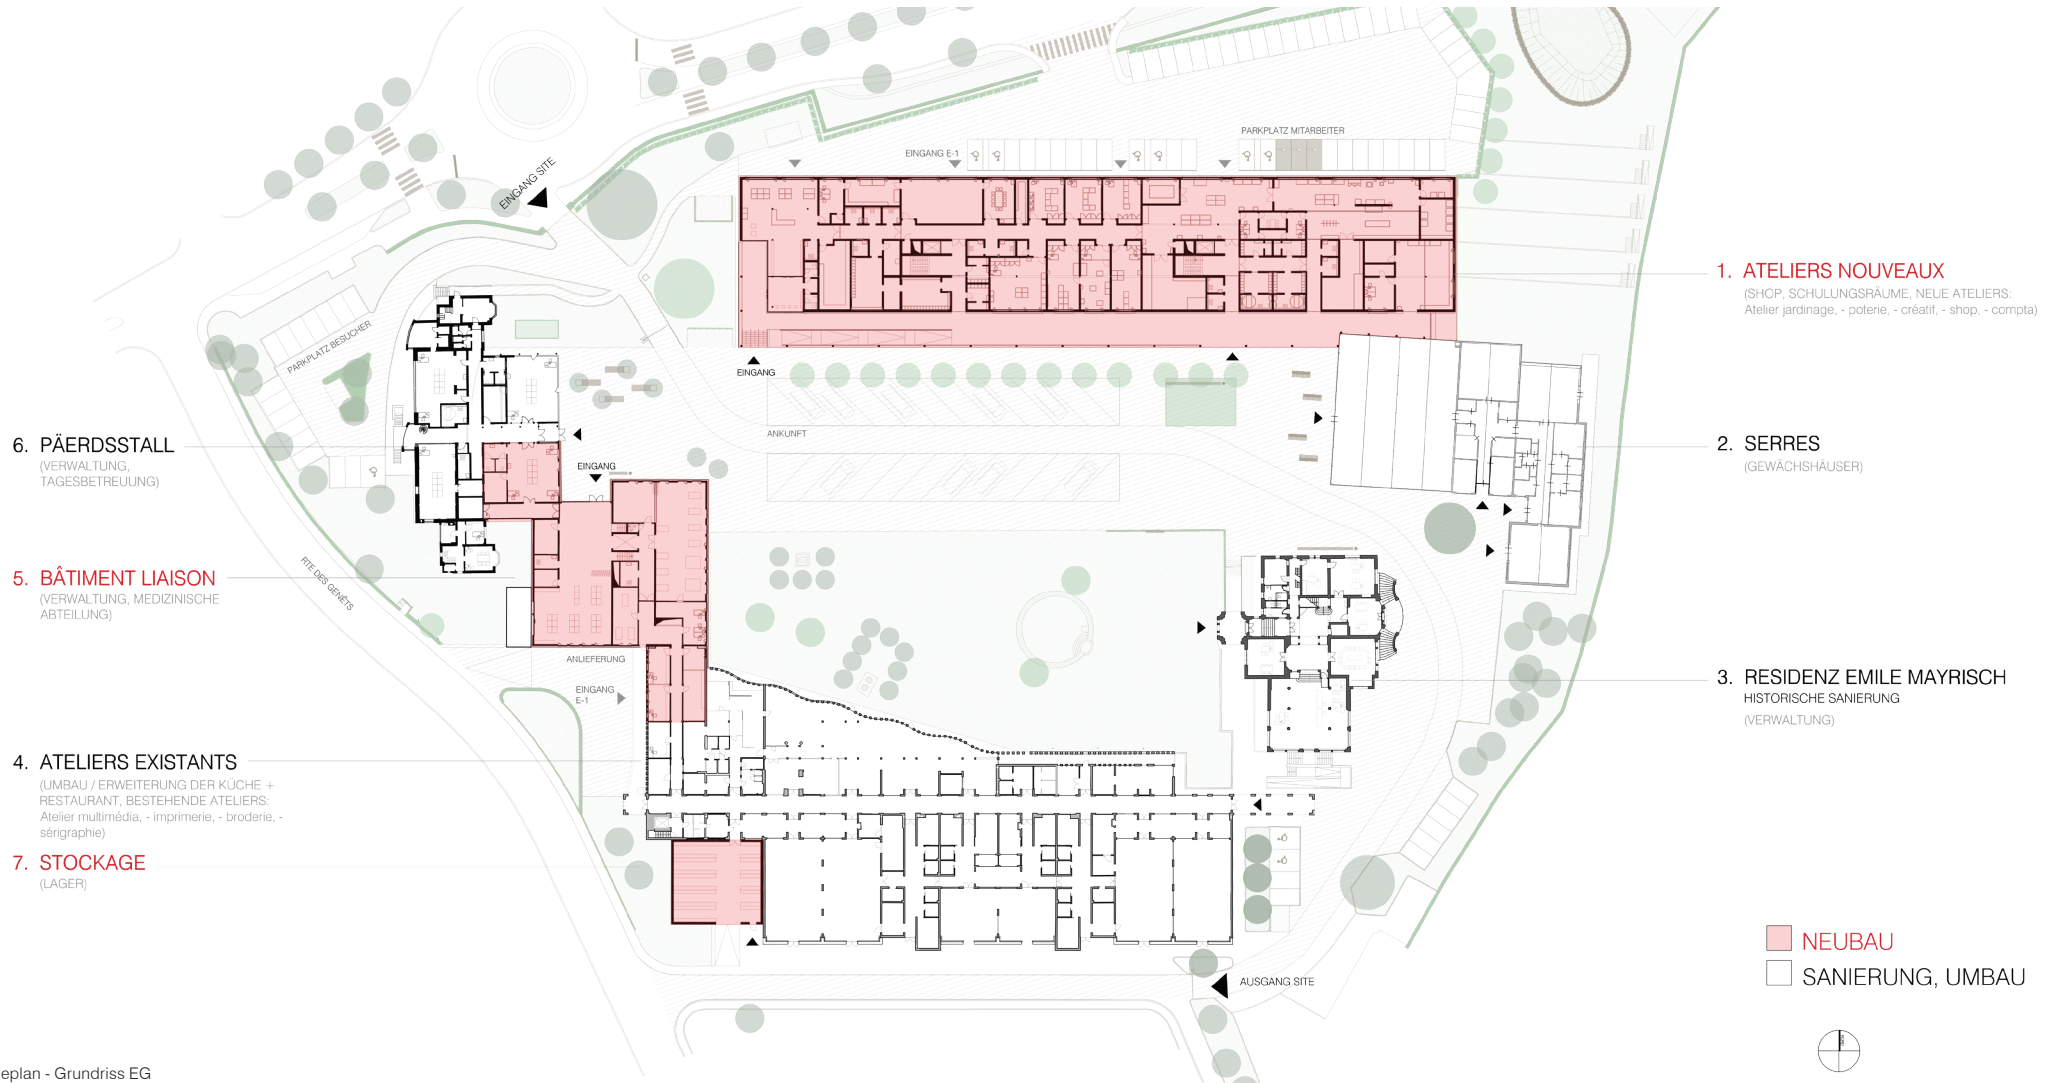 PARKPLATZ MITARBEITER
EINGANG E-1
EINGANG SITE
1. ATELIERS NOUVEAUX
(SHOP, SCHULUNGSRÄUME, NEUE ATELIERS:
Atelier jardinage, - poterie, - créatif, - shop, - compta)
PARKPLATZ BESUCHER
EINGANG
ANKUNFT
6. PÄERDSSTALL
(VERWALTUNG,
TAGESBETREUUNG)
2. SERRES
(GEWÄCHSHÄUSER)
EINGANG
5. BÂTIMENT LIAISON
(VERWALTUNG, MEDIZINISCHE
ABTEILUNG)
RTE DES GENÊTS
ANLIEFERUNG
EINGANG
E-1
3. RESIDENZ EMILE MAYRISCH
HISTORISCHE SANIERUNG
(VERWALTUNG)
4. ATELIERS EXISTANTS
(UMBAU / ERWEITERUNG DER KÜCHE +
RESTAURANT, BESTEHENDE ATELIERS:
Atelier multimédia, - imprimerie, - broderie, -
sérigraphie)
7. STOCKAGE
(LAGER)
NEUBAU
SANIERUNG, UMBAU
AUSGANG SITE
eplan - Grundriss EG